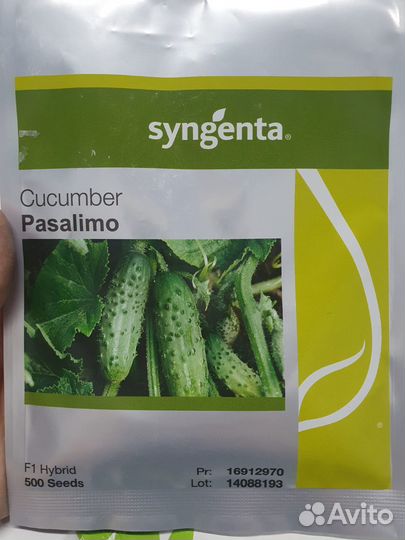 syngenta®
Cucumber
Pasalimo
®
F1 Hybrid
500 Seeds
Pr: 16912970
Lot: 14088193
Avito